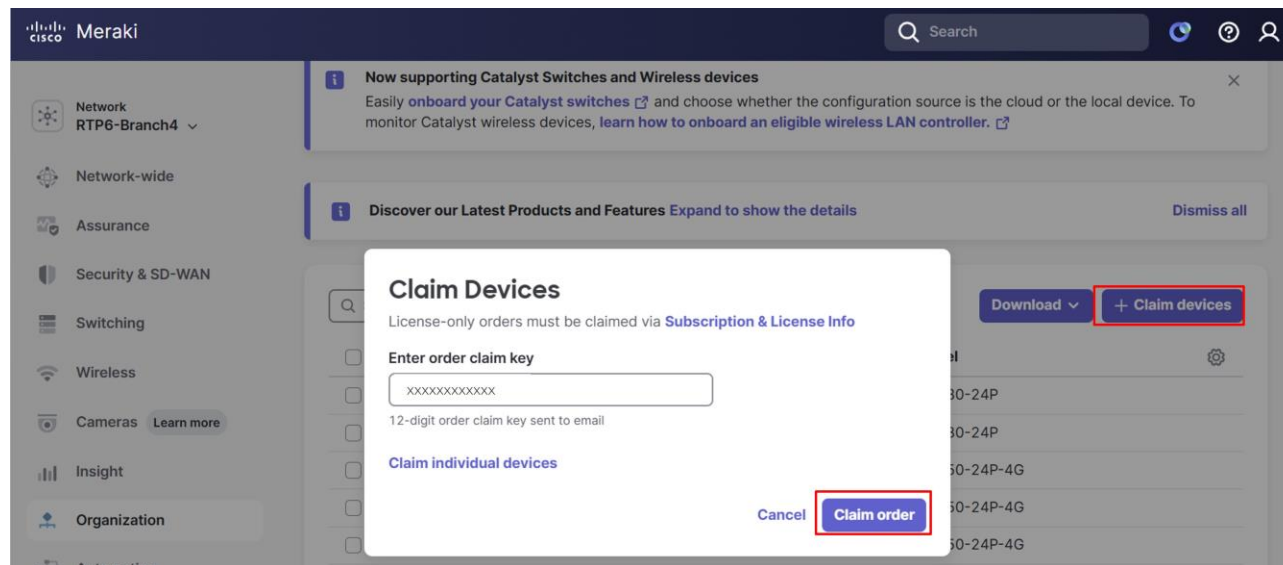 CISCO Meraki
Search
Network
RTP6-Branch4
Network-wide
Assurance
Security & SD-WAN
Switching
Wireless
Cameras Learn more
Insight
Organization
Now supporting Catalyst Switches and Wireless devices
Easily onboard your Catalyst switches and choose whether the configuration source is the cloud or the local device. To
monitor Catalyst wireless devices, learn how to onboard an eligible wireless LAN controller.
Discover our Latest Products and Features Expand to show the details
Dismiss all
Download
+ Claim devices
Claim Devices
License-only orders must be claimed via Subscription & License Info
Enter order claim key
xxxxxxxxxxxx
12-digit order claim key sent to email
Claim individual devices
Cancel
Claim order
30-24P
30-24P
50-24P-4G
50-24P-4G
50-24P-4G